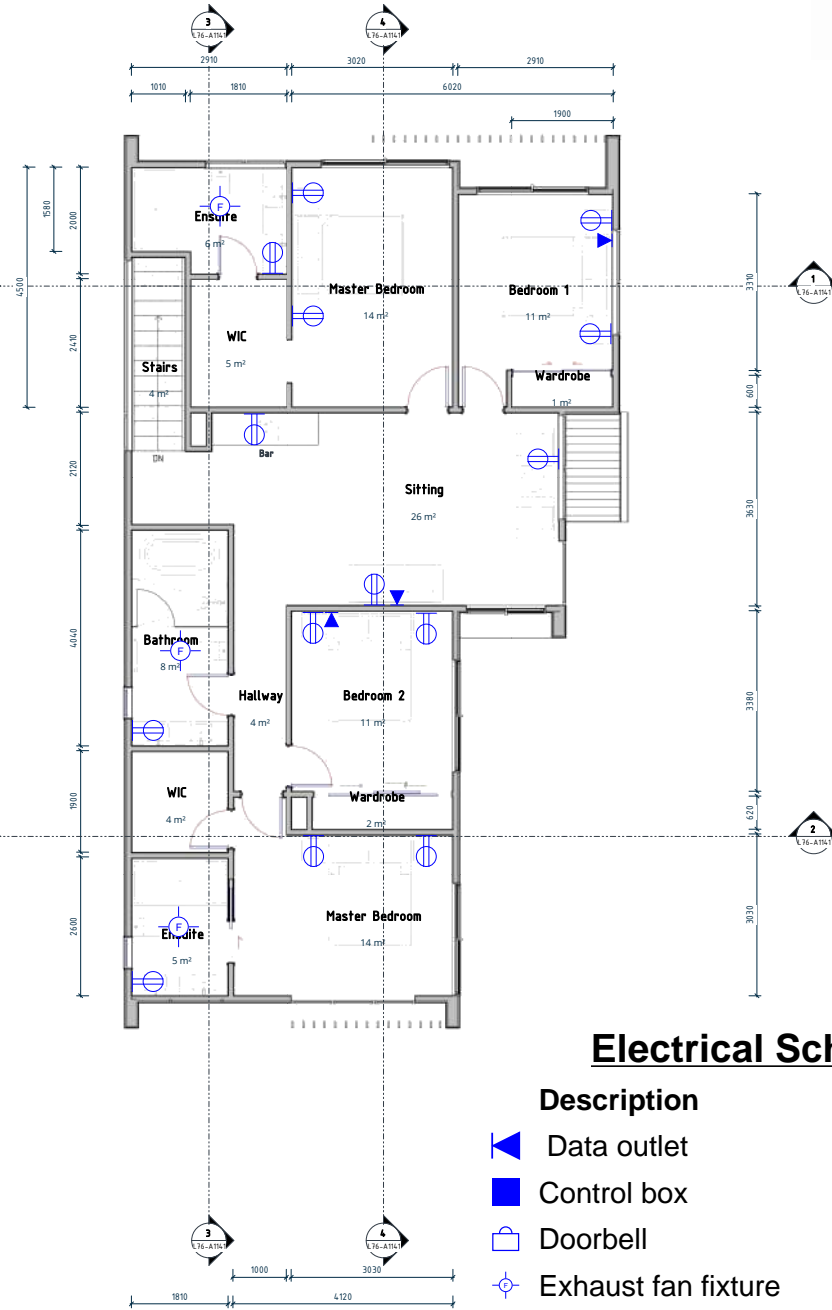 3
L76-A1141
4
L76-A1141
2910
3020
2910
1010
1810
6020
1900
1580
2000
4500
Ensuite
6 m²
Master Bedroom
14 m²
Bedroom 1
11 m²
3310
1
L76-A1141
2410
WIC
5 m²
Stairs
4 m²
Wardrobe
1 m²
600
F
Bar
DN
2120
Sitting
26 m²
3630
Bathroom
8 m²
F
4040
Hallway
4 m²
Bedroom 2
11 m²
3380
WIC
4 m²
1900
Wardrobe
2 m²
620
2
L76-A1141
Master Bedroom
14 m²
3030
F
Ensuite
5 m²
2600
Electrical Sch
Description
Data outlet
Control box
Doorbell
F
Exhaust fan fixture
3
L76-A1141
4
L76-A1141
1000
3030
1810
4120